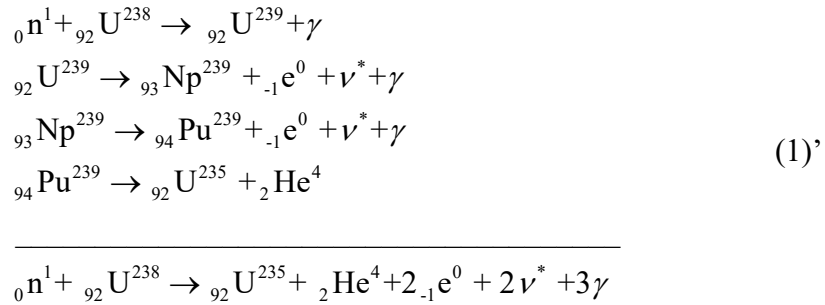 ₀n¹+₉₂U²³⁸ → ₉₂U²³⁹+γ
₉₂U²³⁹ → ₉₃Np²³⁹ +₋₁e⁰ +ν*+γ
₉₃Np²³⁹ → ₉₄Pu²³⁹+₋₁e⁰ +ν*+γ
(1)’
₉₄Pu²³⁹ → ₉₂U²³⁵ +₂He⁴
₀n¹+ ₉₂U²³⁸ → ₉₂U²³⁵+ ₂He⁴+2₋₁e⁰ + 2ν* +3γ